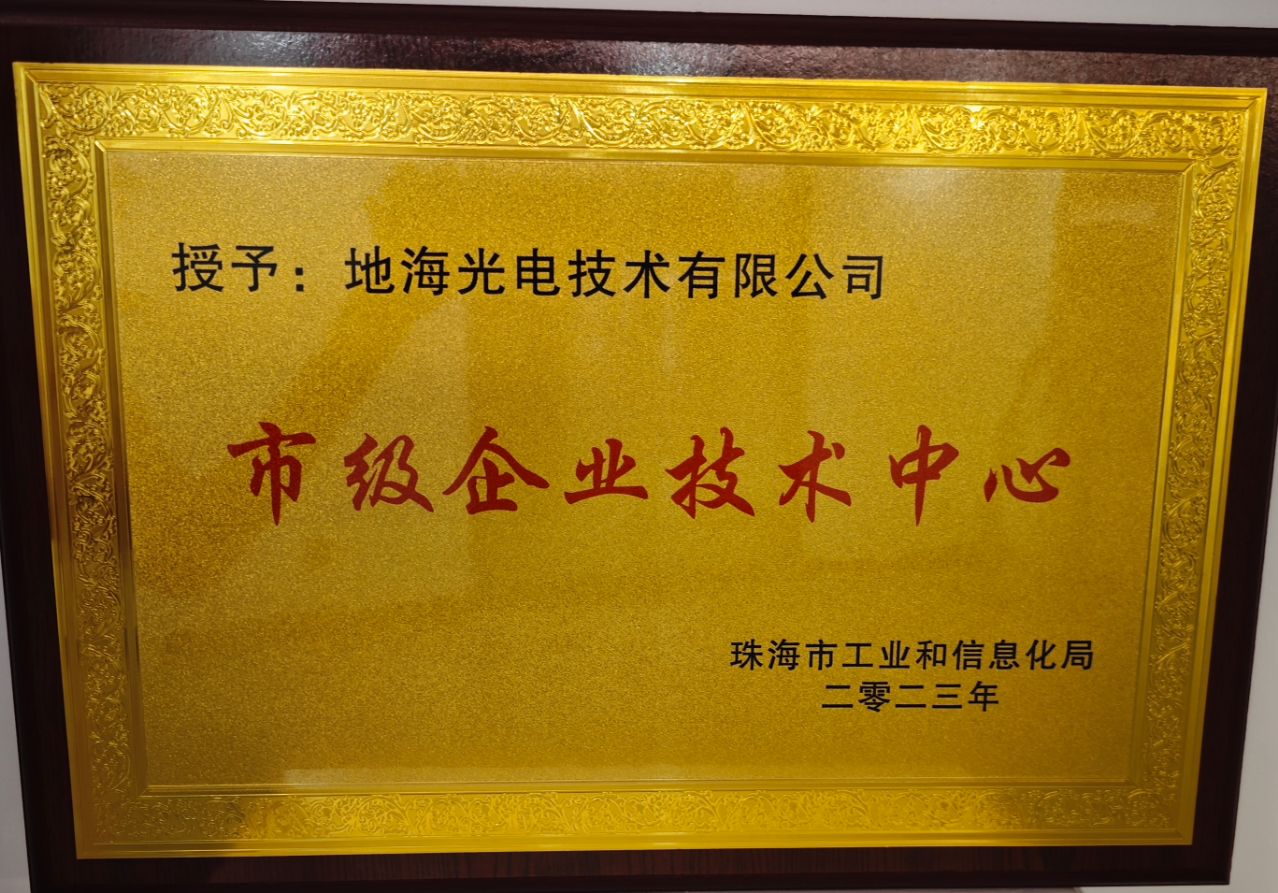 授予：地海光电技术有限公司
市级企业技术中心
珠海市工业和信息化局
二零二三年